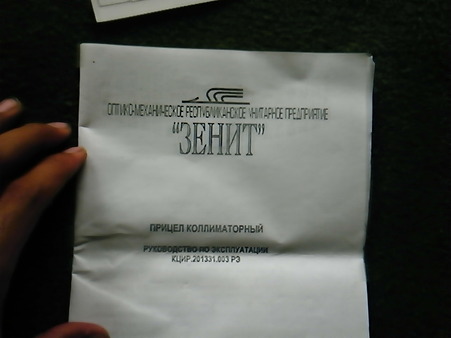 ОПТИКО-МЕХАНИЧЕСКОЕ РЕСПУБЛИКАНСКОЕ УНИТАРНОЕ ПРЕДПРИЯТИЕ
"ЗЕНИТ"
ПРИЦЕЛ КОЛЛИМАТОРНЫЙ
РУКОВОДСТВО ПО ЭКСПЛУАТАЦИИ
КЦИР.201331.003 РЭ